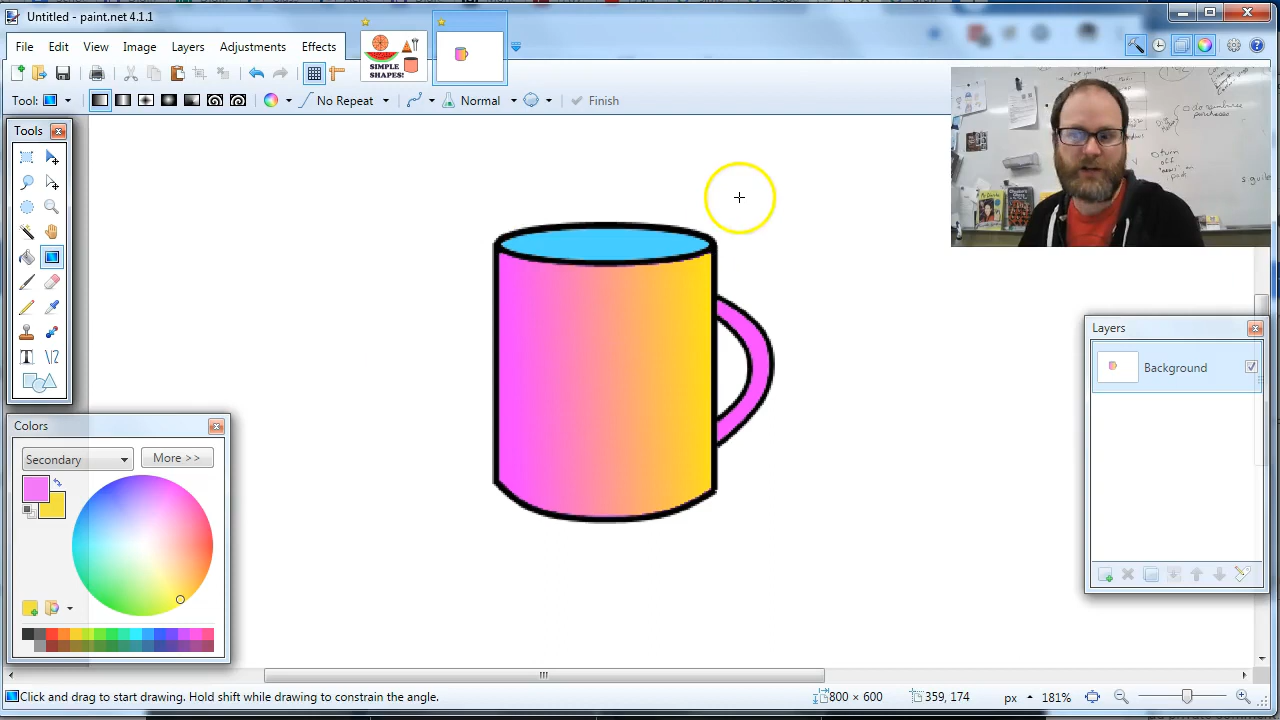 Untitled - paint.net 4.1.1
File Edit View Image Layers Adjustments Effects
SIMPLE
SHAPES!
Tool: No Repeat Normal Finish
Tools
Layers
Background
Colors
Secondary More >>
Click and drag to start drawing. Hold shift while drawing to constrain the angle. 800 × 600 359, 174 px 181%